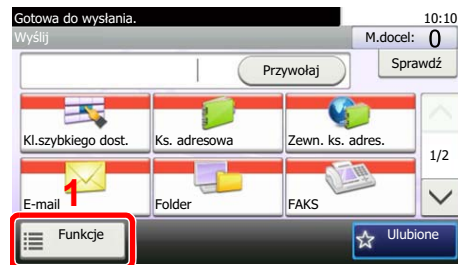 Gotowa do wysłania. 10:10
Wyślij M.docel: 0
Przywołaj Sprawdź
Kl.szybkiego dost. Ks. adresowa Zewn. ks. adres.
1/2
E-mail 1 Folder FAKS
Funkcje Ulubione